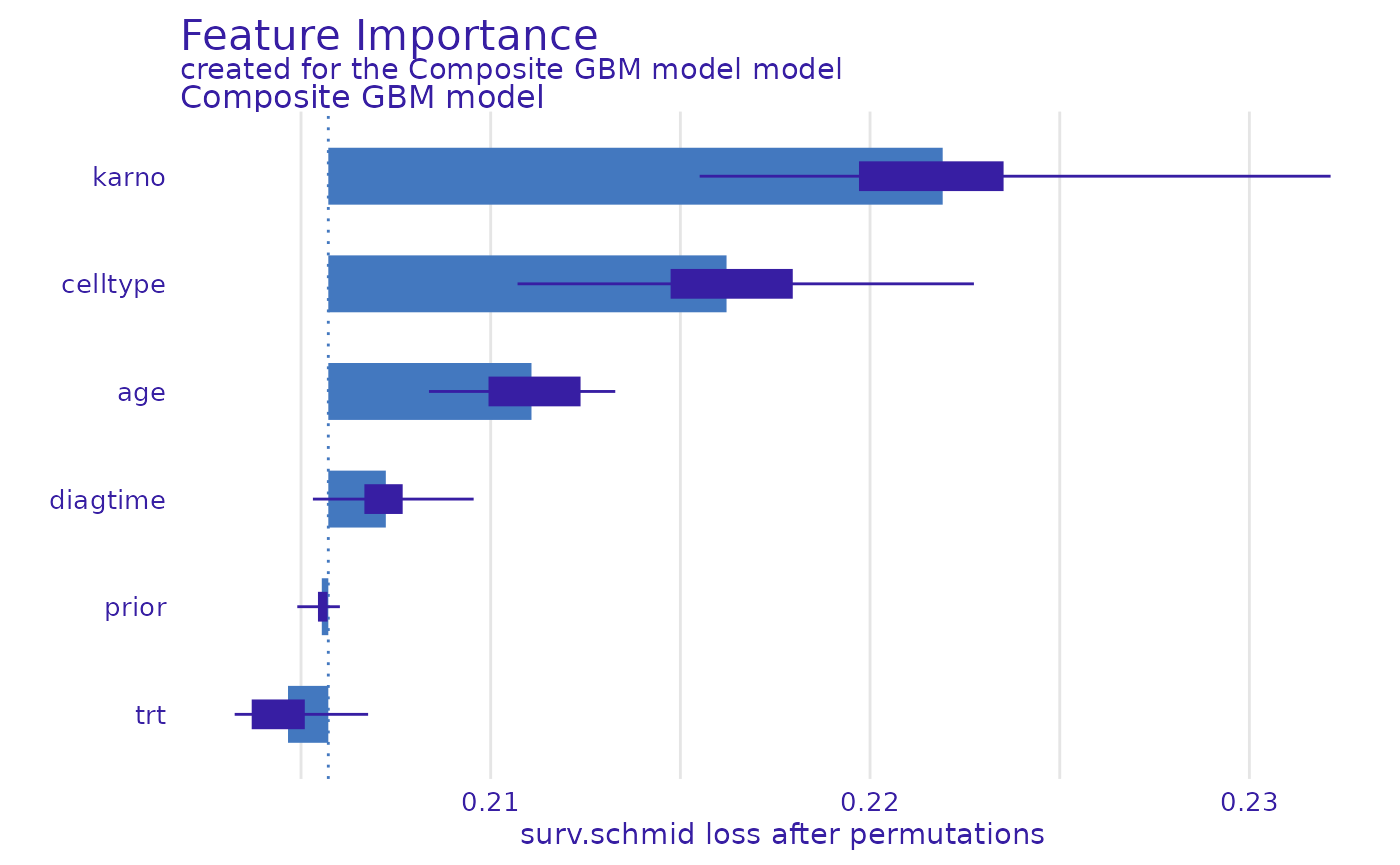 Feature Importance
created for the Composite GBM model model
Composite GBM model
karno
celltype
age
diagtime
prior
trt
0.21 0.22 0.23
surv.schmid loss after permutations